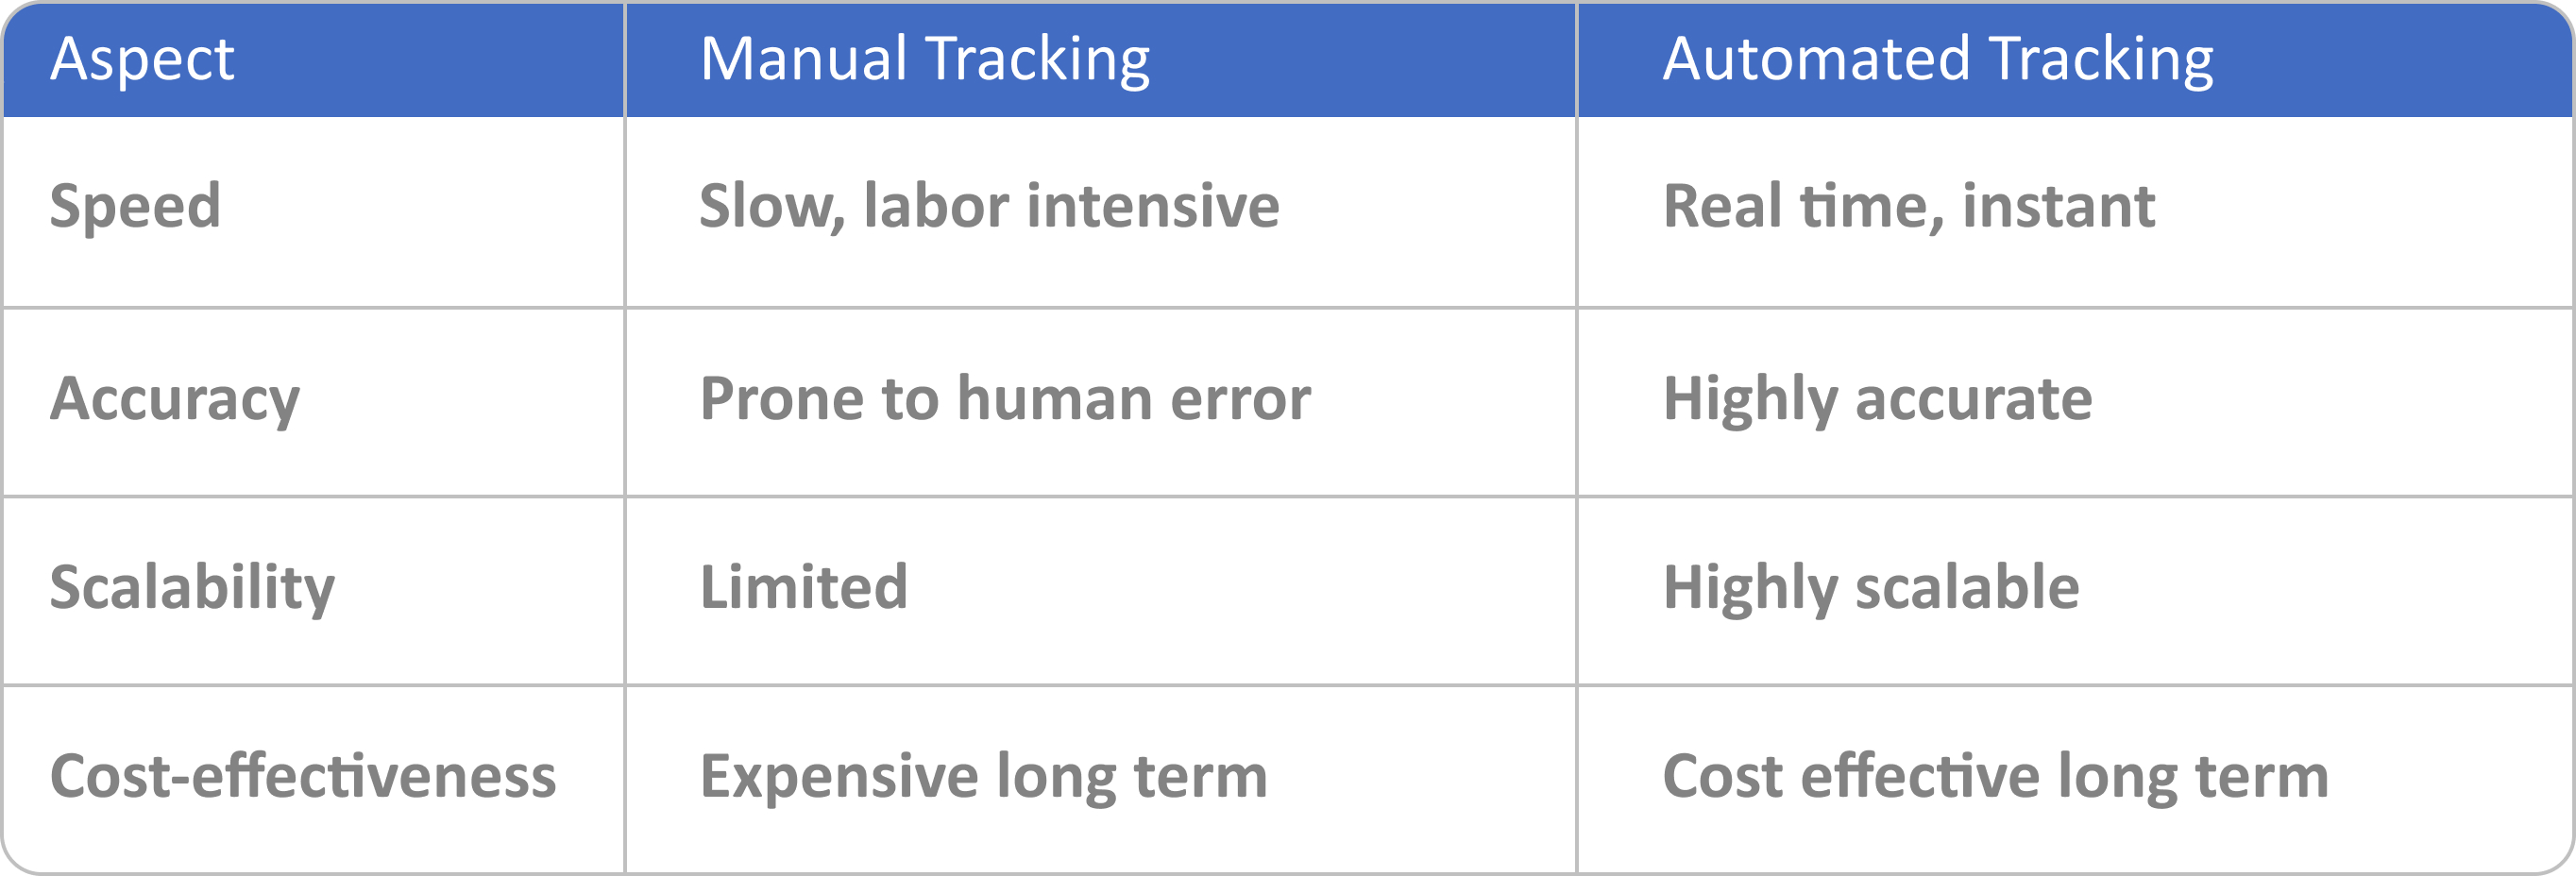 Aspect Manual Tracking Automated Tracking
Speed Slow, labor intensive Real time, instant
Accuracy Prone to human error Highly accurate
Scalability Limited Highly scalable
Cost-effectiveness Expensive long term Cost effective long term